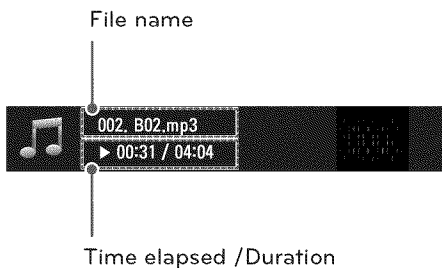 File name
002. B02.mp3
▶ 00:31 / 04:04
Time elapsed /Duration